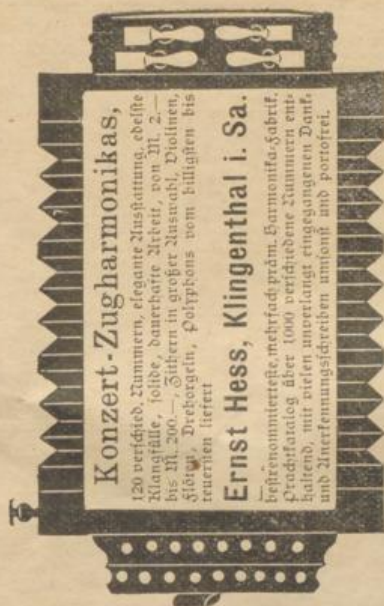 Konzert-Zugharmonikas,
120 verschied. Nummern, elegante Ausstattung, edelste
Klangfülle, solide, dauerhafte Arbeit, von M. 2.—
bis M. 200.—, Zithern in großer Auswahl, Violinen,
Flöten, Drehorgeln, Polyphons vom billigsten bis
teuersten liefert
Ernst Hess, Klingenthal i. Sa.
bestrenommierteste, mehrfach präm. Harmonika-Fabrik.
Prachtkatalog über 1000 verschiedene Nummern ent-
haltend, mit vielen unverlangt eingegangenen Dank-
und Anerkennungsschreiben umsonst und portofrei.